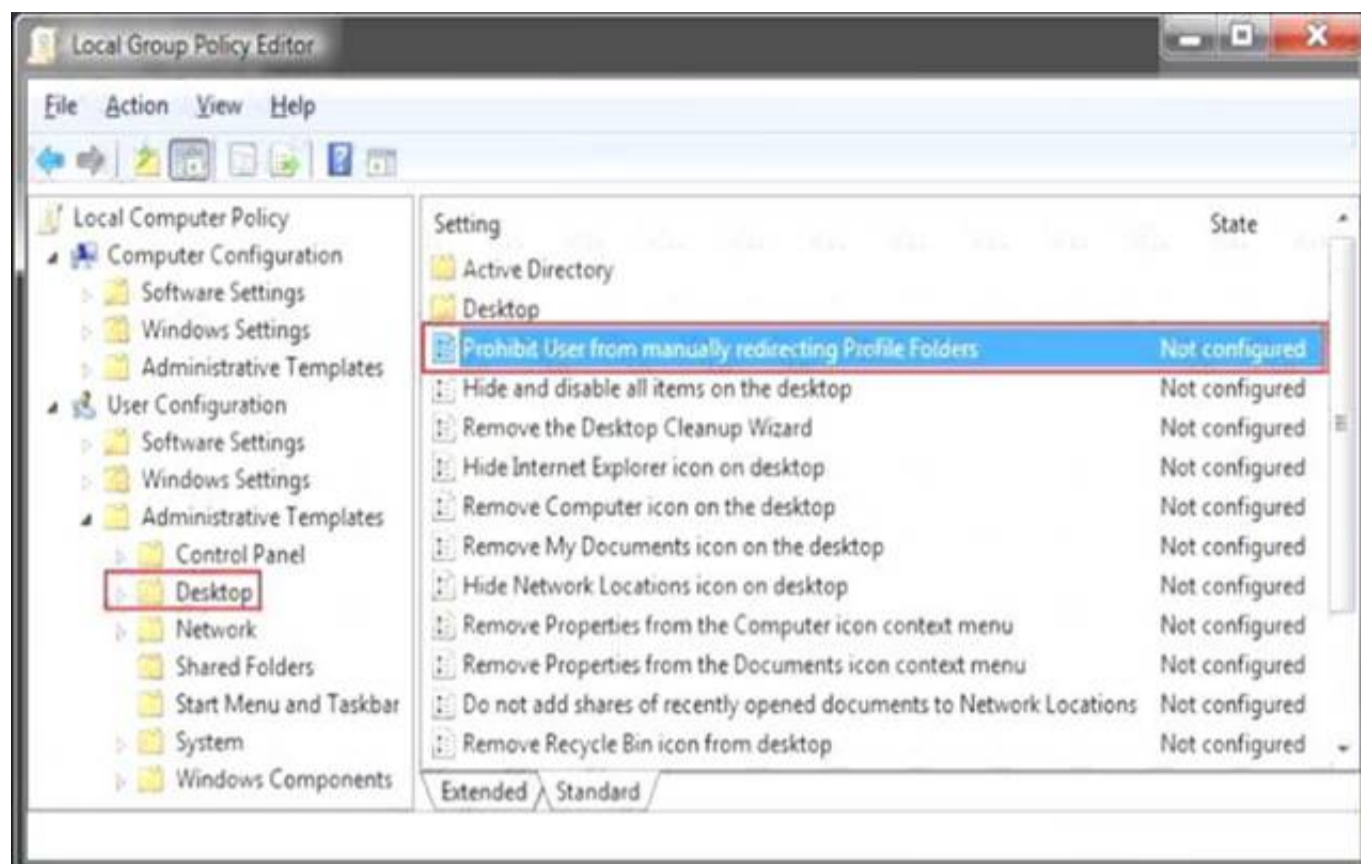 Local Group Policy Editor
File Action View Help
Local Computer Policy
Computer Configuration
Software Settings
Windows Settings
Administrative Templates
User Configuration
Software Settings
Windows Settings
Administrative Templates
Control Panel
Desktop
Network
Shared Folders
Start Menu and Taskbar
System
Windows Components
Setting State
Active Directory
Desktop
Prohibit User from manually redirecting Profile Folders Not configured
Hide and disable all items on the desktop Not configured
Remove the Desktop Cleanup Wizard Not configured
Hide Internet Explorer icon on desktop Not configured
Remove Computer icon on the desktop Not configured
Remove My Documents icon on the desktop Not configured
Hide Network Locations icon on desktop Not configured
Remove Properties from the Computer icon context menu Not configured
Remove Properties from the Documents icon context menu Not configured
Do not add shares of recently opened documents to Network Locations Not configured
Remove Recycle Bin icon from desktop Not configured
Extended Standard